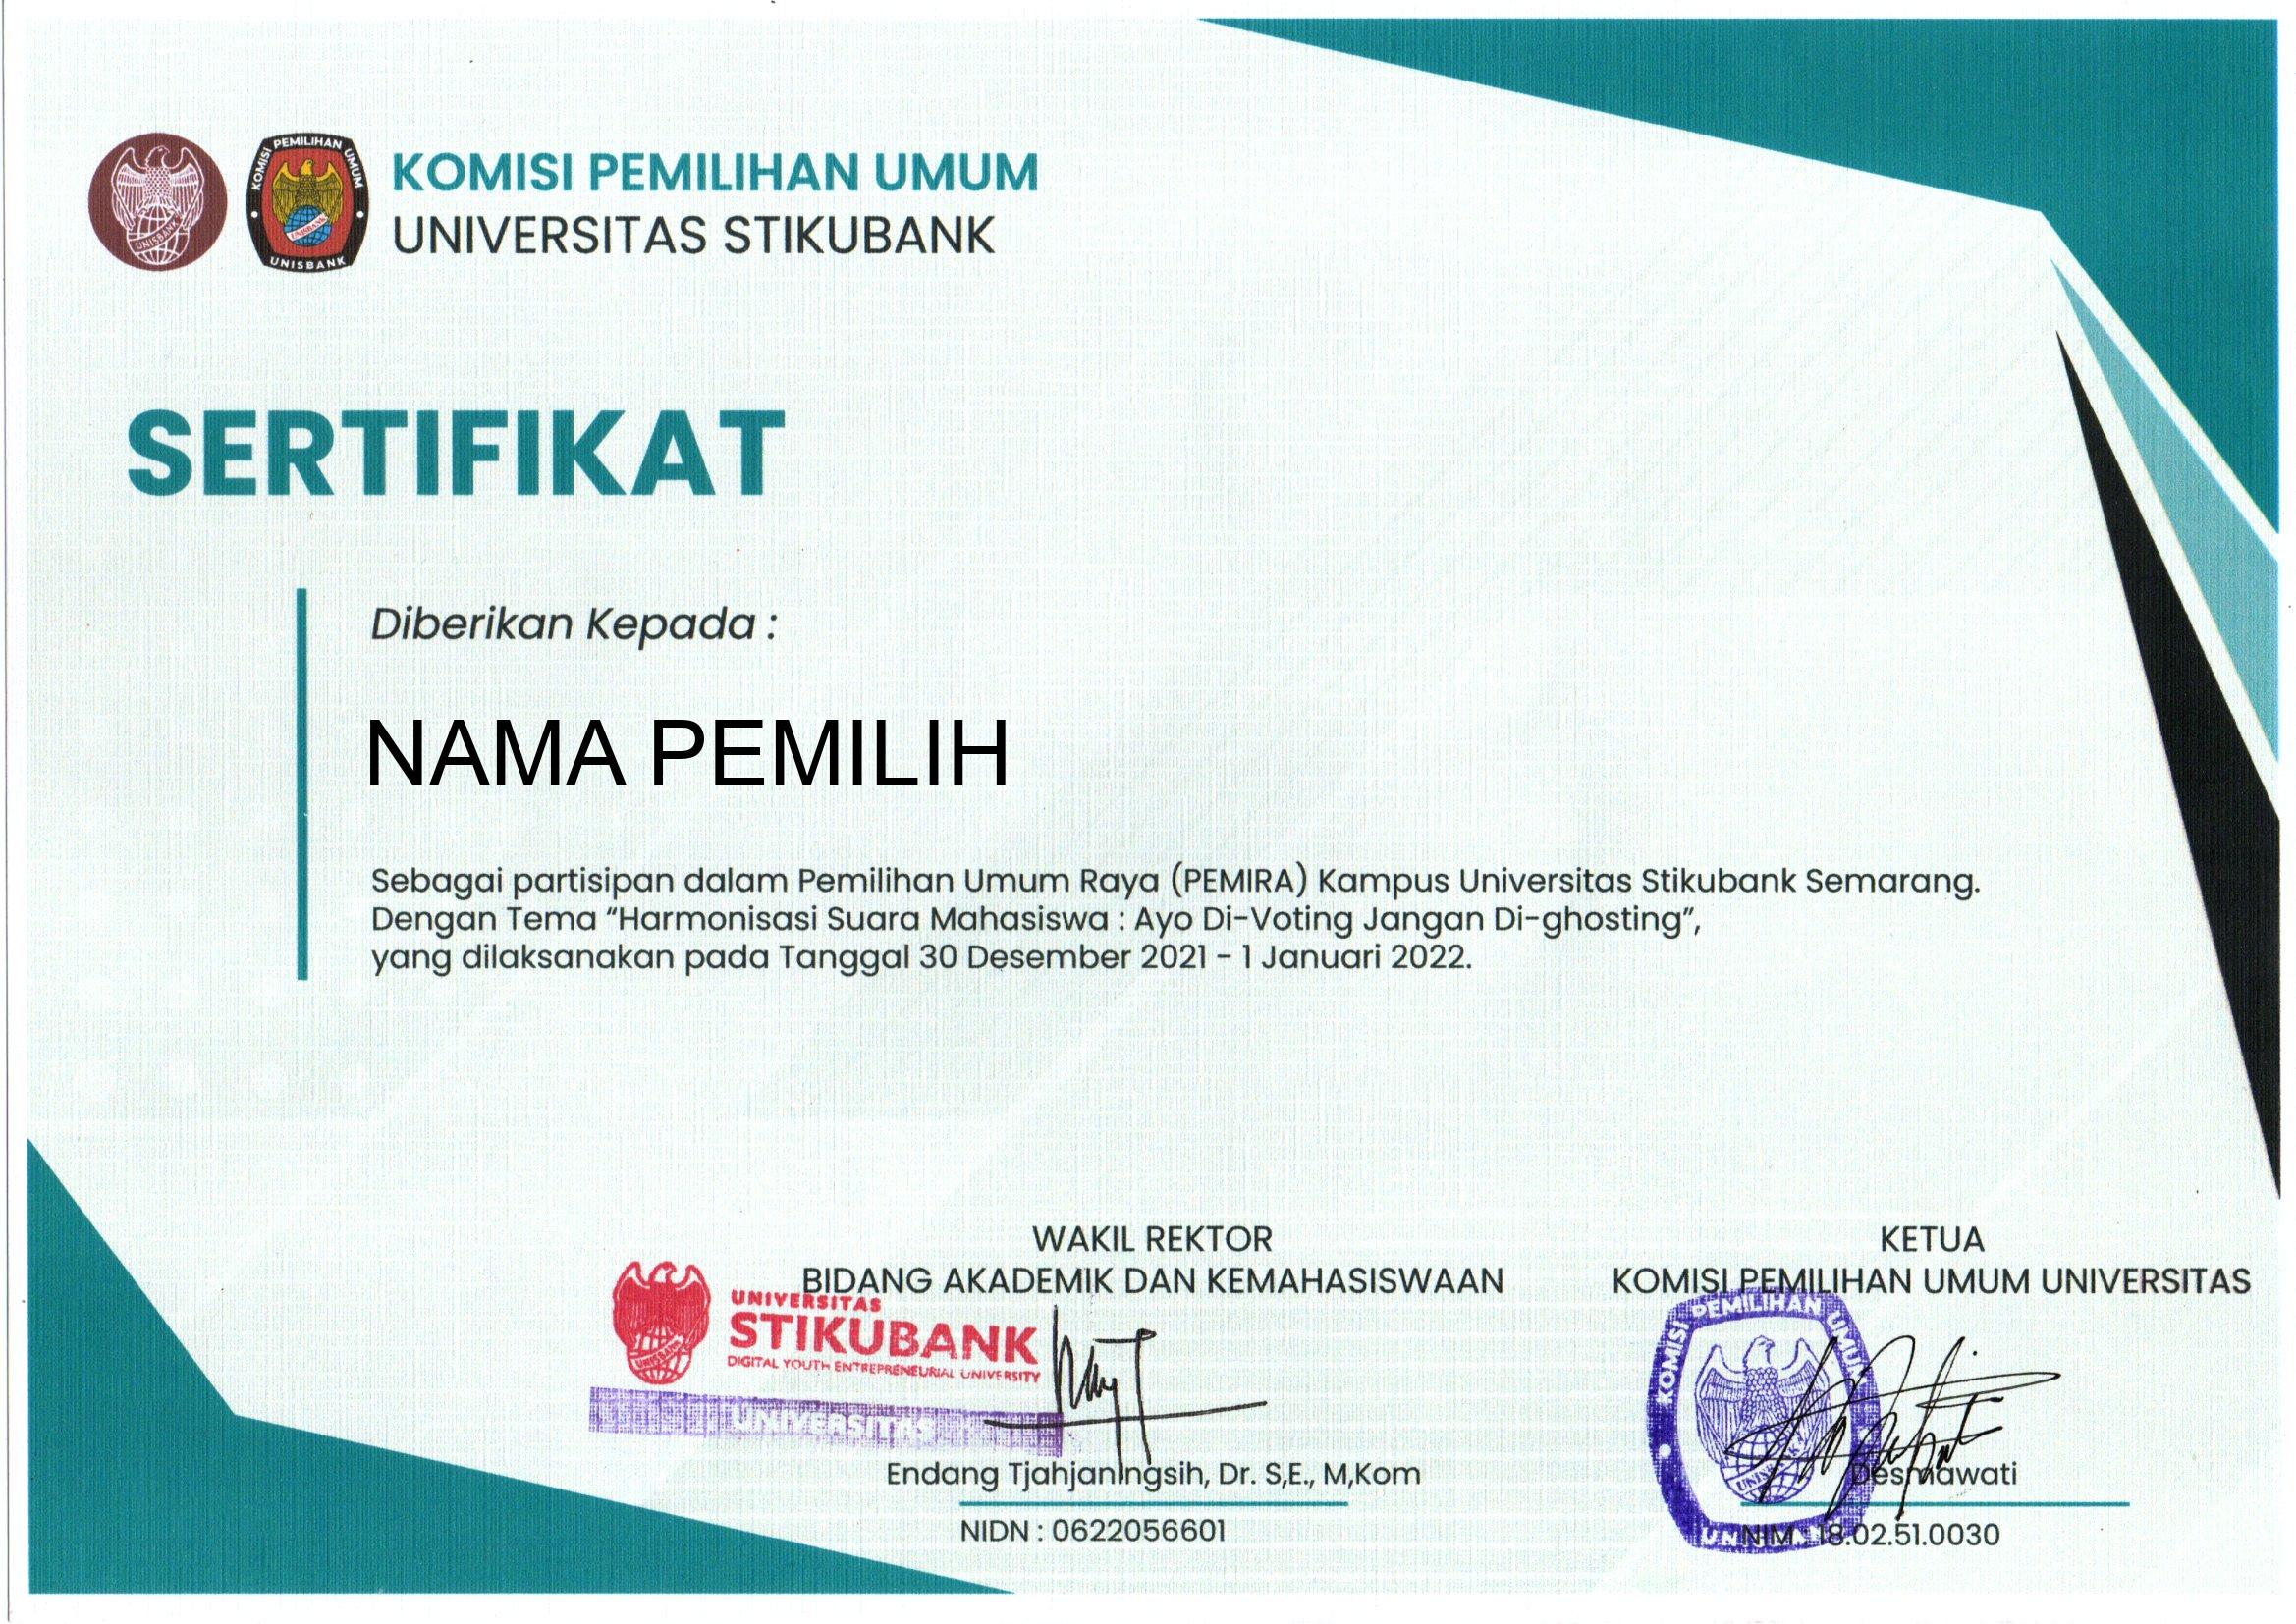 KOMISI PEMILIHAN UMUM
UNISBANK
UNISBANK
UNISBANK
KOMISI PEMILIHAN UMUM
UNIVERSITAS STIKUBANK
SERTIFIKAT
Diberikan Kepada :
NAMA PEMILIH
Sebagai partisipan dalam Pemilihan Umum Raya (PEMIRA) Kampus Universitas Stikubank Semarang.
Dengan Tema “Harmonisasi Suara Mahasiswa : Ayo Di-Voting Jangan Di-ghosting”,
yang dilaksanakan pada Tanggal 30 Desember 2021 - 1 Januari 2022.
WAKIL REKTOR
BIDANG AKADEMIK DAN KEMAHASISWAAN
UNISBANK
UNIVERSITAS
STIKUBANK
DIGITAL YOUTH ENTREPRENEURIAL UNIVERSITY
UNIVERSITAS
Endang Tjahjaningsih, Dr. S,E., M,Kom
NIDN : 0622056601
KETUA
KOMISI PEMILIHAN UMUM UNIVERSITAS
KOMISI PEMILIHAN UMUM
Desmawati
NIM : 18.02.51.0030